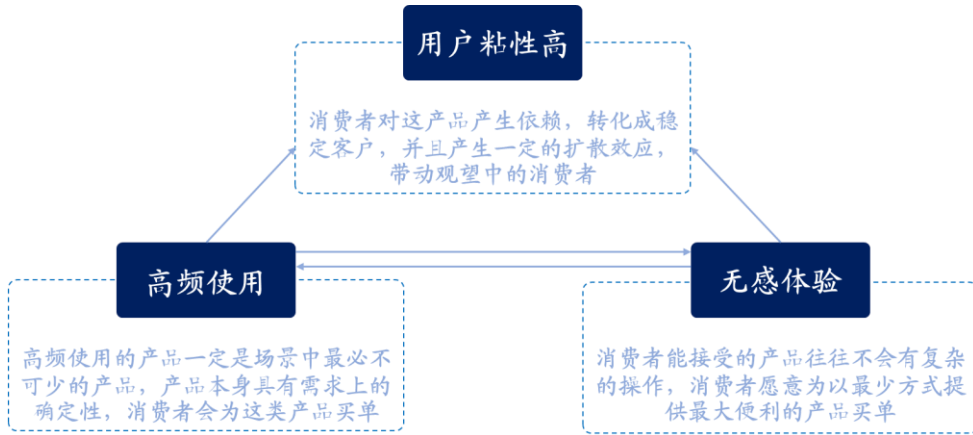 用户粘性高
消费者对这产品产生依赖，转化成稳
定客户，并且产生一定的扩散效应，
带动观望中的消费者
高频使用
高频使用的产品一定是场景中最必不
可少的产品，产品本身具有需求上的
确定性，消费者会为这类产品买单
无感体验
消费者能接受的产品往往不会有复杂
的操作，消费者愿意为以最少方式提
供最大便利的产品买单